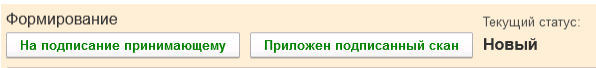 Формирование
Текущий статус:
На подписание принимающему
Приложен подписанный скан
Новый